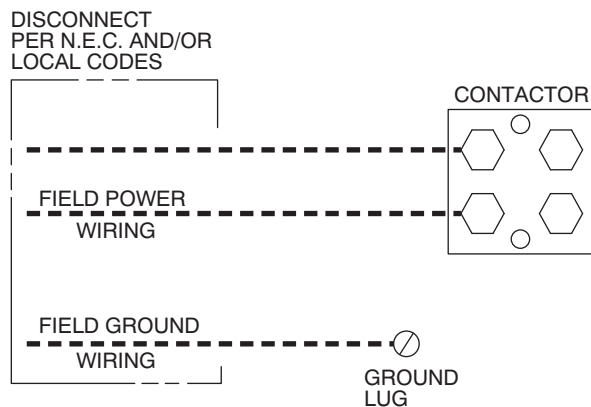 DISCONNECT
PER N.E.C. AND/OR
LOCAL CODES
CONTACTOR
FIELD POWER
WIRING
FIELD GROUND
WIRING
GROUND
LUG